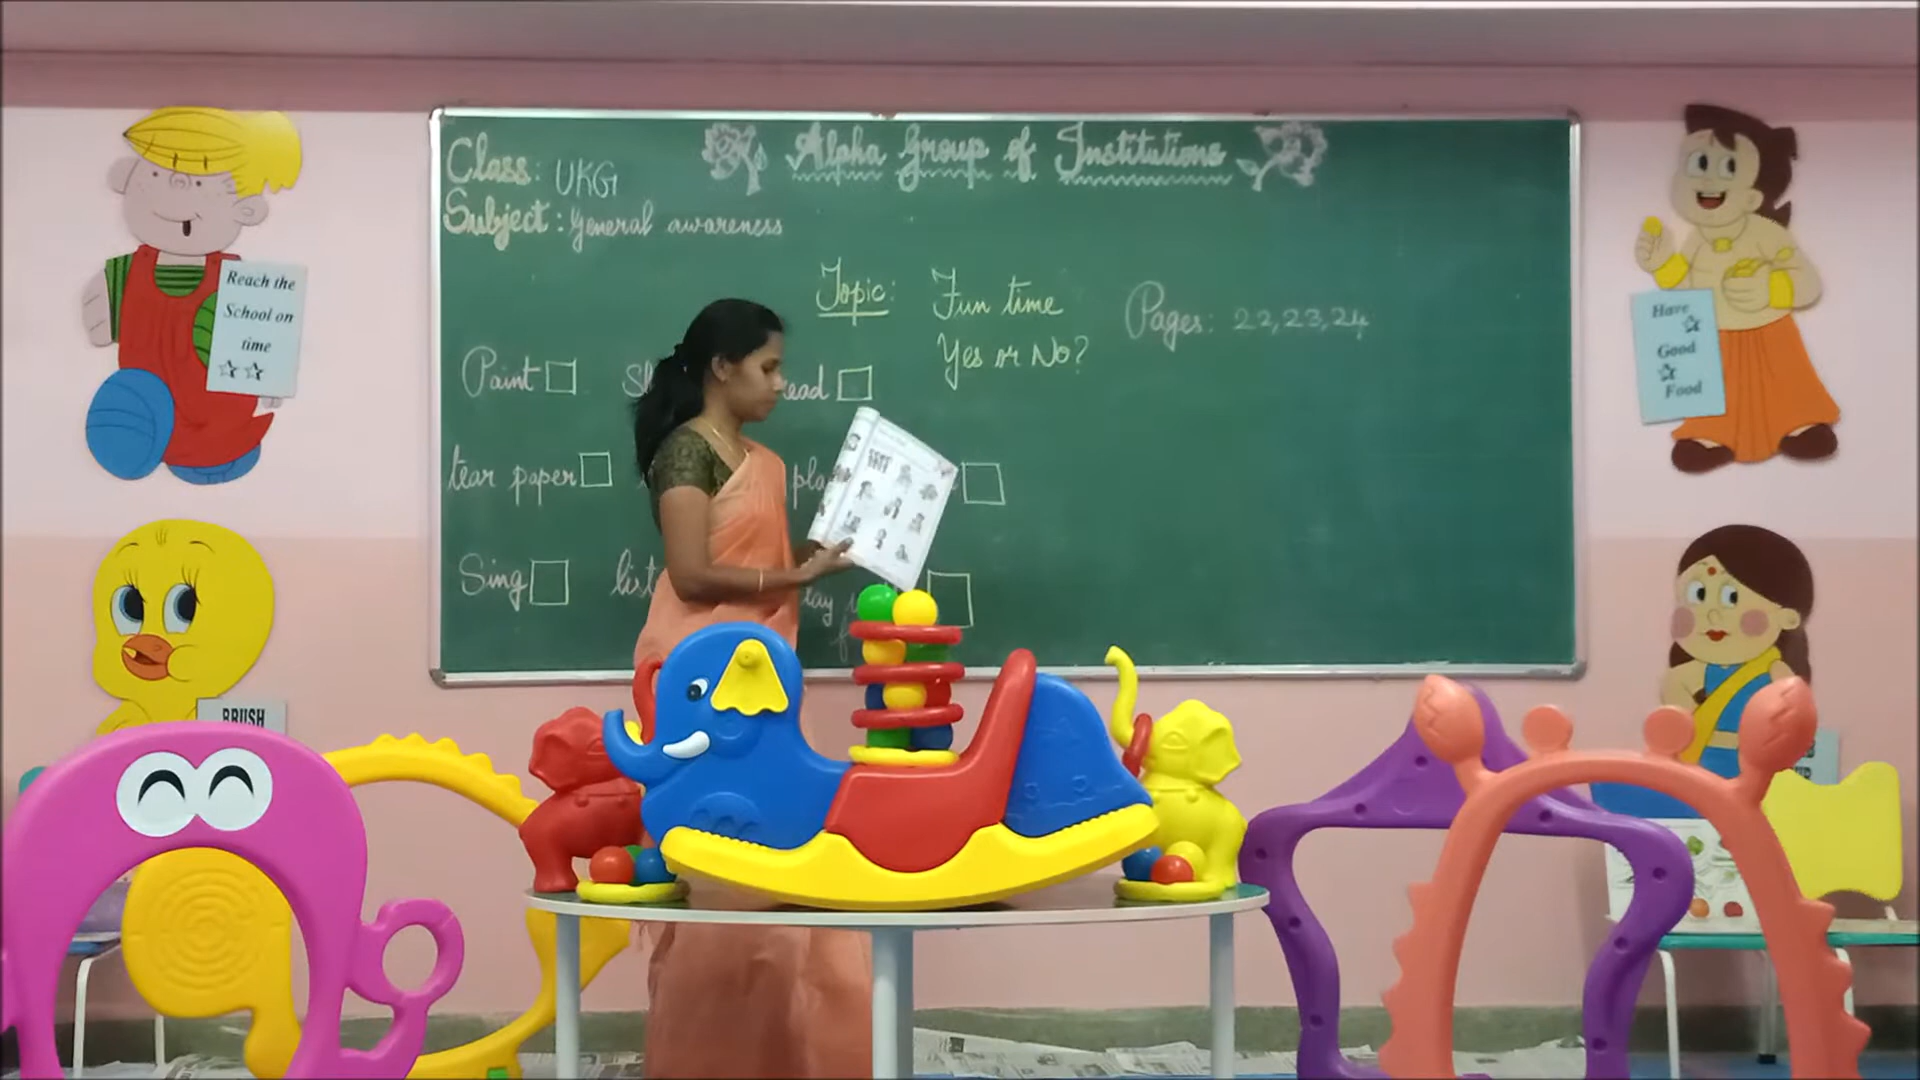 Alpha Group of Institutions
Class: UKG
Subject: General awareness
Topic: Fun time
Yes or No?
Pages: 22,23,24
Paint
read
tear paper
Sing
Reach the
School on
time
Have
Good
Food
BRUSH